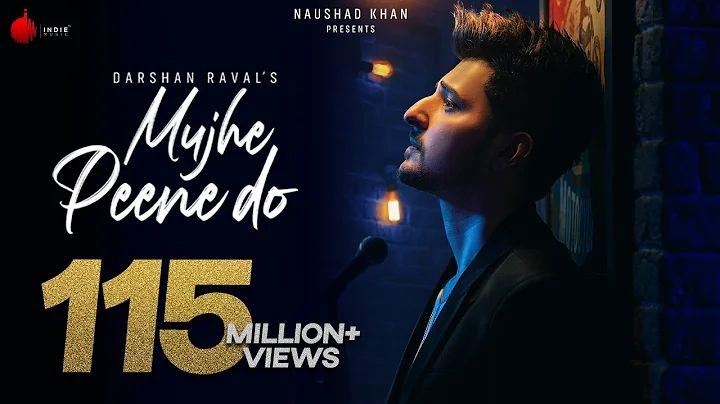 INDIE
MUSIC
NAUSHAD KHAN
PRESENTS
DARSHAN RAVAL'S
Mujhe
Peene do
115
MILLION+
VIEWS